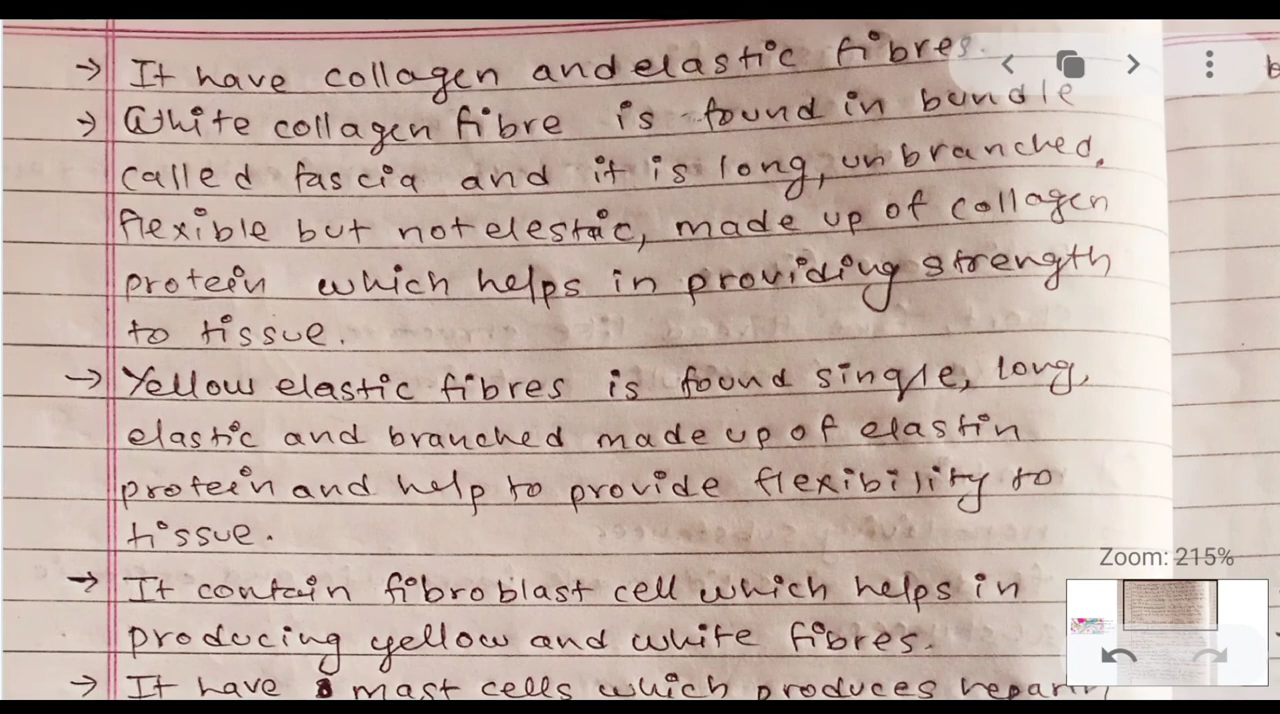 → It have collagen and elastic fibres.
→ White collagen fibre is found in bundle
called fascia and it is long, unbranched,
flexible but not elestic, made up of collagen
protein which helps in providing strength
to tissue.
→ Yellow elastic fibres is found single, long,
elastic and branched made up of elastin
protein and help to provide flexibility to
tissue.
Zoom: 215%
→ It contain fibroblast cell which helps in
producing yellow and white fibres.
→ It have mast cells which produces heparin,